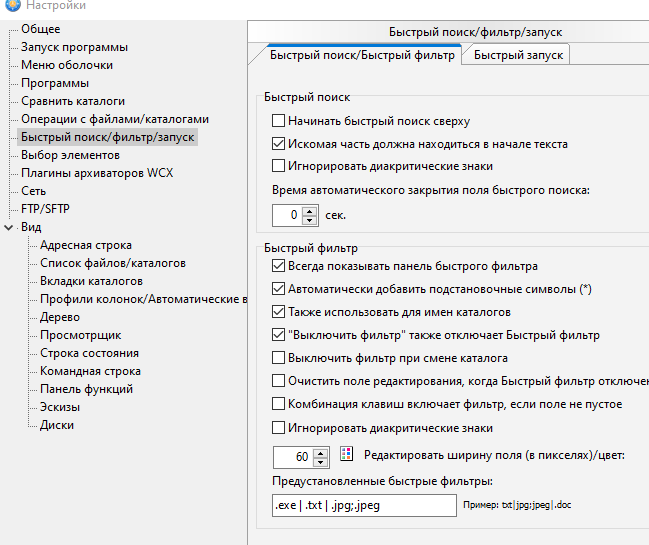 Настройки
Общее
Запуск программы
Меню оболочки
Программы
Сравнить каталоги
Операции с файлами/каталогами
Быстрый поиск/фильтр/запуск
Выбор элементов
Плагины архиваторов WCX
Сеть
FTP/SFTP
Вид
Адресная строка
Список файлов/каталогов
Вкладки каталогов
Профили колонок/Автоматические в
Дерево
Просмотрщик
Строка состояния
Командная строка
Панель функций
Эскизы
Диски
Быстрый поиск/фильтр/запуск
Быстрый поиск/Быстрый фильтр
Быстрый запуск
Быстрый поиск
Начинать быстрый поиск сверху
Искомая часть должна находиться в начале текста
Игнорировать диакритические знаки
Время автоматического закрытия поля быстрого поиска:
0 сек.
Быстрый фильтр
Всегда показывать панель быстрого фильтра
Автоматически добавить подстановочные символы (*)
Также использовать для имен каталогов
"Выключить фильтр" также отключает Быстрый фильтр
Выключить фильтр при смене каталога
Очистить поле редактирования, когда Быстрый фильтр отключен
Комбинация клавиш включает фильтр, если поле не пустое
Игнорировать диакритические знаки
60 Редактировать ширину поля (в пикселях)/цвет:
Предустановленные быстрые фильтры:
.exe | .txt | .jpg;.jpeg Пример: txt|jpg;jpeg|.doc